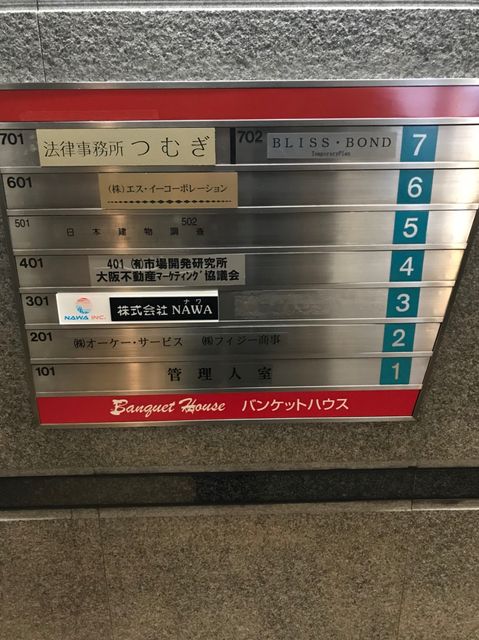 701 法律事務所 つむぎ 702 BLISS・BOND 7
TemporaryPlan
601 (株)エス・イーコーポレーション 6
501 日本建物調査 502 5
401 401 (有)市場開発研究所 4
大阪不動産マーケティング協議会
301 NAWA INC. 株式会社 NAWA ナワ 3
201 ㈱オーケー・サービス ㈱フィジー商事 2
101 管理人室 1
Banquet House バンケットハウス